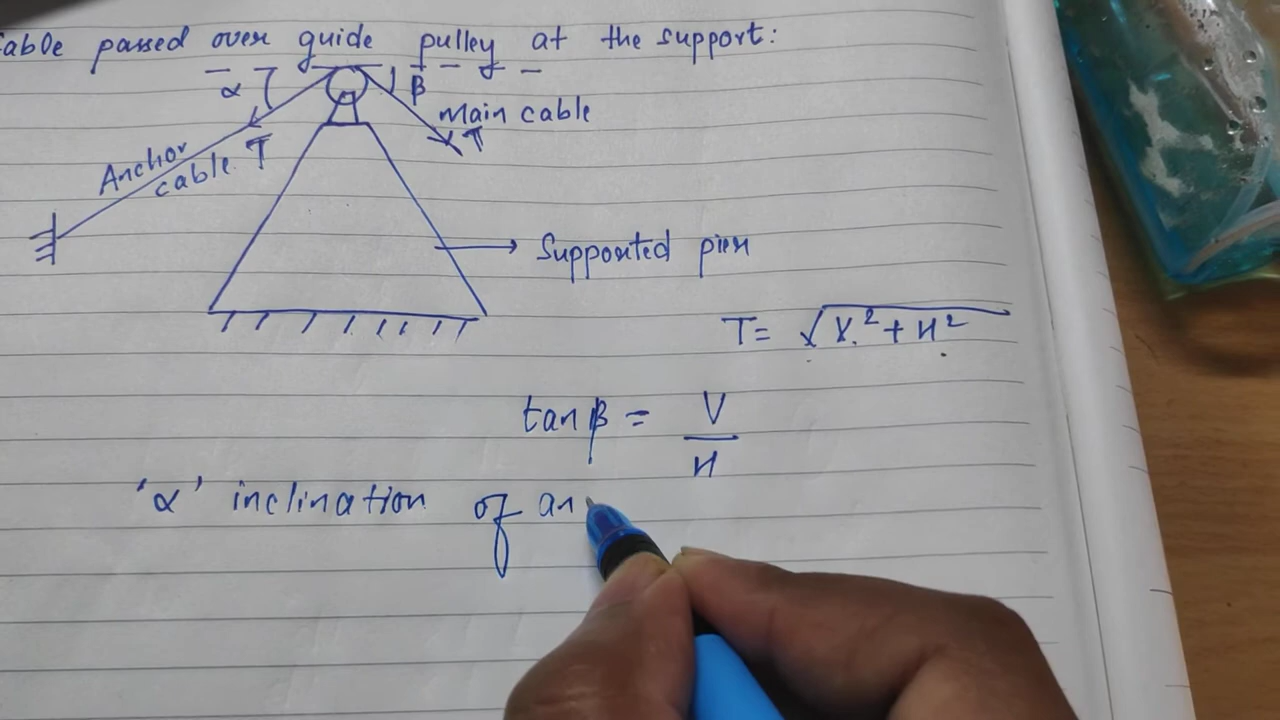 cable passed over guide pulley at the support:
α β
main cable
T
Anchor
cable T
Supported pier
T = √V² + H²
tan β = V
H
'α' inclination of an